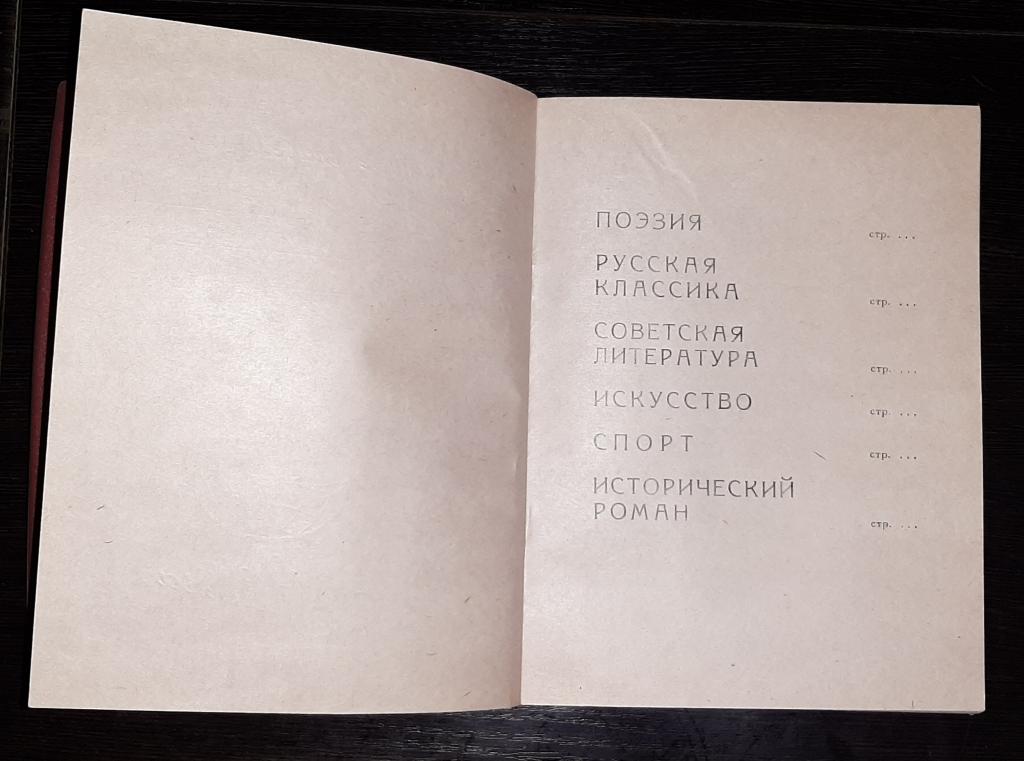 ПОЭЗИЯ
стр. ...
РУССКАЯ
КЛАССИКА
стр. ...
СОВЕТСКАЯ
ЛИТЕРАТУРА
стр. ...
ИСКУССТВО
стр. ...
СПОРТ
стр. ...
ИСТОРИЧЕСКИЙ
РОМАН
стр. ...